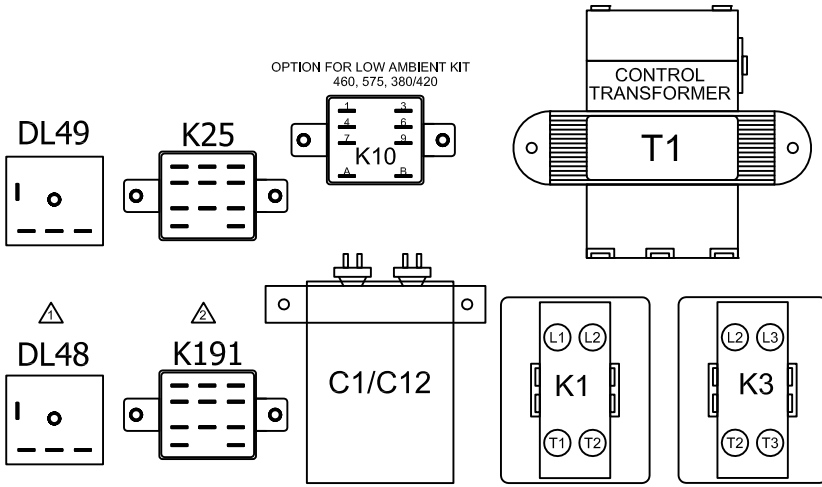 OPTION FOR LOW AMBIENT KIT
460, 575, 380/420
CONTROL
TRANSFORMER
T1
DL49
K25
1 3
4 6
7 9
K10
A B
1
2
DL48
K191
C1/C12
L1 L2
K1
T1 T2
L2 L3
K3
T2 T3